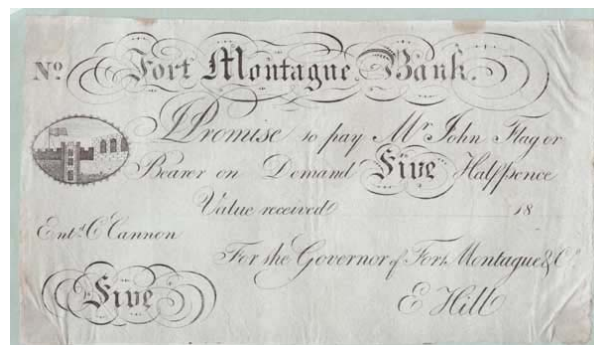 Nº Fort Montagne Bank.
I Promise to pay Mr John Flag or
Bearer on Demand Five Halfpence
Value received 18
Entd C Cannon
For the Governor of Fort Montague & Co
Five E Hill